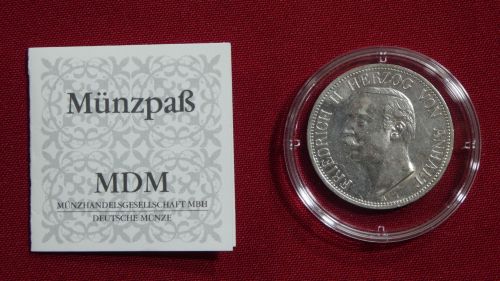 Münzpaß
MDM
MÜNZHANDELSGESELLSCHAFT MBH
DEUTSCHE MÜNZE
FRIEDRICH II HERZOG VON ANHALT
A